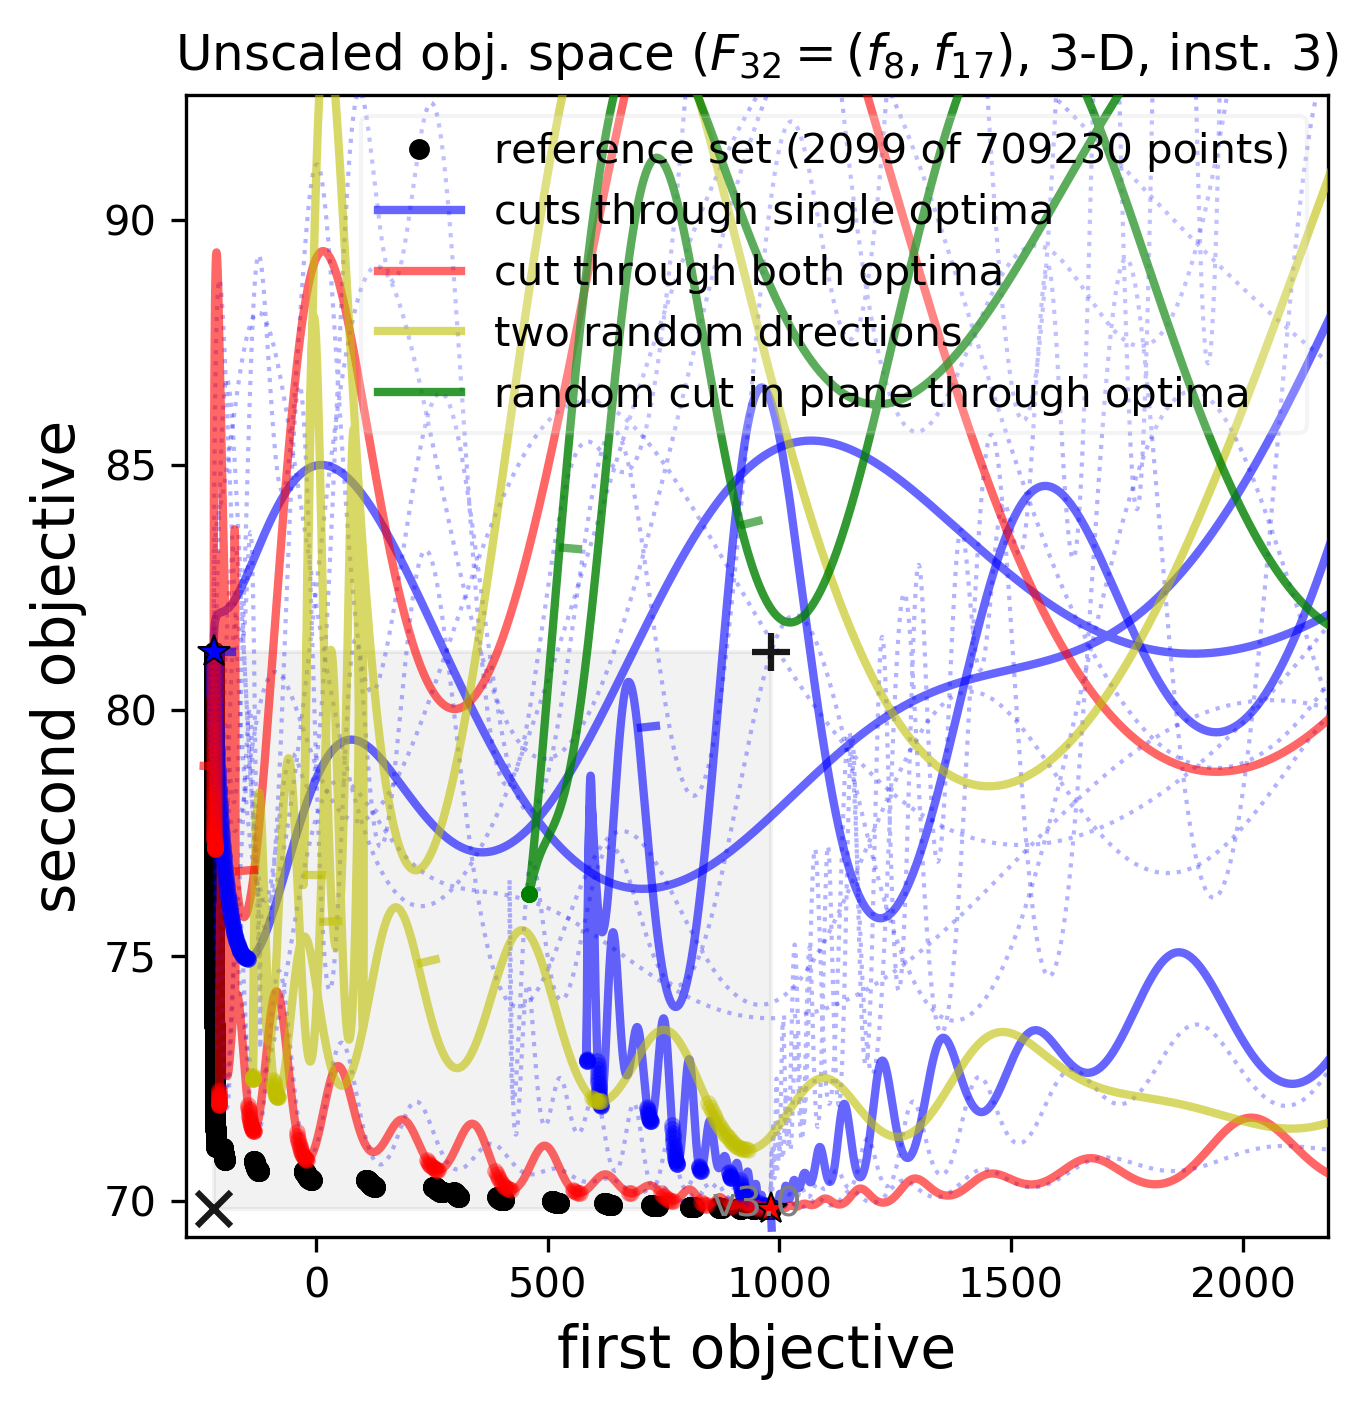 Unscaled obj. space (F₃₂ = (f₈, f₁₇), 3-D, inst. 3)
reference set (2099 of 709230 points)
cuts through single optima
cut through both optima
two random directions
random cut in plane through optima
second objective
90
85
80
75
70
v3.0
0
500
1000
1500
2000
first objective